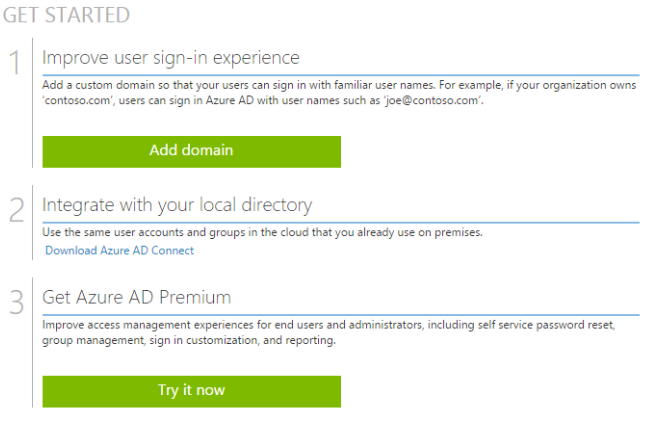 GET STARTED
1
Improve user sign-in experience
Add a custom domain so that your users can sign in with familiar user names. For example, if your organization owns
'contoso.com', users can sign in Azure AD with user names such as 'joe@contoso.com'.
Add domain
2
Integrate with your local directory
Use the same user accounts and groups in the cloud that you already use on premises.
Download Azure AD Connect
3
Get Azure AD Premium
Improve access management experiences for end users and administrators, including self service password reset,
group management, sign in customization, and reporting.
Try it now